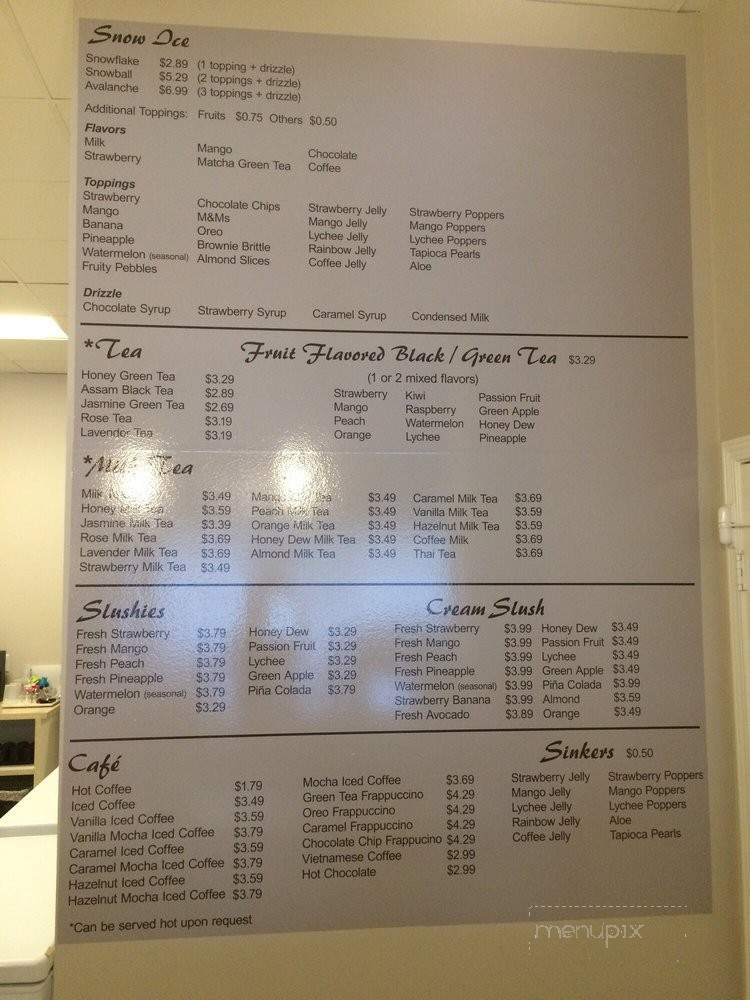 Snow Ice
Snowflake $2.89 (1 topping + drizzle)
Snowball $5.29 (2 toppings + drizzle)
Avalanche $6.99 (3 toppings + drizzle)
Additional Toppings: Fruits $0.75 Others $0.50
Flavors
Milk Mango Chocolate
Strawberry Matcha Green Tea Coffee
Toppings
Strawberry Chocolate Chips Strawberry Jelly Strawberry Poppers
Mango M&Ms Mango Jelly Mango Poppers
Banana Oreo Lychee Jelly Lychee Poppers
Pineapple Brownie Brittle Rainbow Jelly Tapioca Pearls
Watermelon (seasonal) Almond Slices Coffee Jelly Aloe
Fruity Pebbles
Drizzle
Chocolate Syrup Strawberry Syrup Caramel Syrup Condensed Milk
*Tea Fruit Flavored Black / Green Tea $3.29
Honey Green Tea $3.29 (1 or 2 mixed flavors)
Assam Black Tea $2.89 Strawberry Kiwi Passion Fruit
Jasmine Green Tea $2.69 Mango Raspberry Green Apple
Rose Tea $3.19 Peach Watermelon Honey Dew
Lavender Tea $3.19 Orange Lychee Pineapple
*Milk Tea
Milk Tea $3.49 Mango Milk Tea $3.49 Caramel Milk Tea $3.69
Honey Milk Tea $3.59 Peach Milk Tea $3.49 Vanilla Milk Tea $3.59
Jasmine Milk Tea $3.39 Orange Milk Tea $3.49 Hazelnut Milk Tea $3.59
Rose Milk Tea $3.69 Honey Dew Milk Tea $3.49 Coffee Milk $3.69
Lavender Milk Tea $3.69 Almond Milk Tea $3.49 Thai Tea $3.69
Strawberry Milk Tea $3.49
Slushies Cream Slush
Fresh Strawberry $3.79 Honey Dew $3.29 Fresh Strawberry $3.99 Honey Dew $3.49
Fresh Mango $3.79 Passion Fruit $3.29 Fresh Mango $3.99 Passion Fruit $3.49
Fresh Peach $3.79 Lychee $3.29 Fresh Peach $3.99 Lychee $3.49
Fresh Pineapple $3.79 Green Apple $3.29 Fresh Pineapple $3.99 Green Apple $3.49
Watermelon (seasonal) $3.79 Piña Colada $3.79 Watermelon (seasonal) $3.99 Piña Colada $3.99
Orange $3.29 Strawberry Banana $3.99 Almond $3.59
Fresh Avocado $3.89 Orange $3.49
Café Sinkers $0.50
Hot Coffee $1.79 Mocha Iced Coffee $3.69 Strawberry Jelly Strawberry Poppers
Iced Coffee $3.49 Green Tea Frappuccino $4.29 Mango Jelly Mango Poppers
Vanilla Iced Coffee $3.59 Oreo Frappuccino $4.29 Lychee Jelly Lychee Poppers
Vanilla Mocha Iced Coffee $3.79 Caramel Frappuccino $4.29 Rainbow Jelly Aloe
Caramel Iced Coffee $3.59 Chocolate Chip Frappucino $4.29 Coffee Jelly Tapioca Pearls
Caramel Mocha Iced Coffee $3.79 Vietnamese Coffee $2.99
Hazelnut Iced Coffee $3.59 Hot Chocolate $2.99
Hazelnut Mocha Iced Coffee $3.79
*Can be served hot upon request
menupix